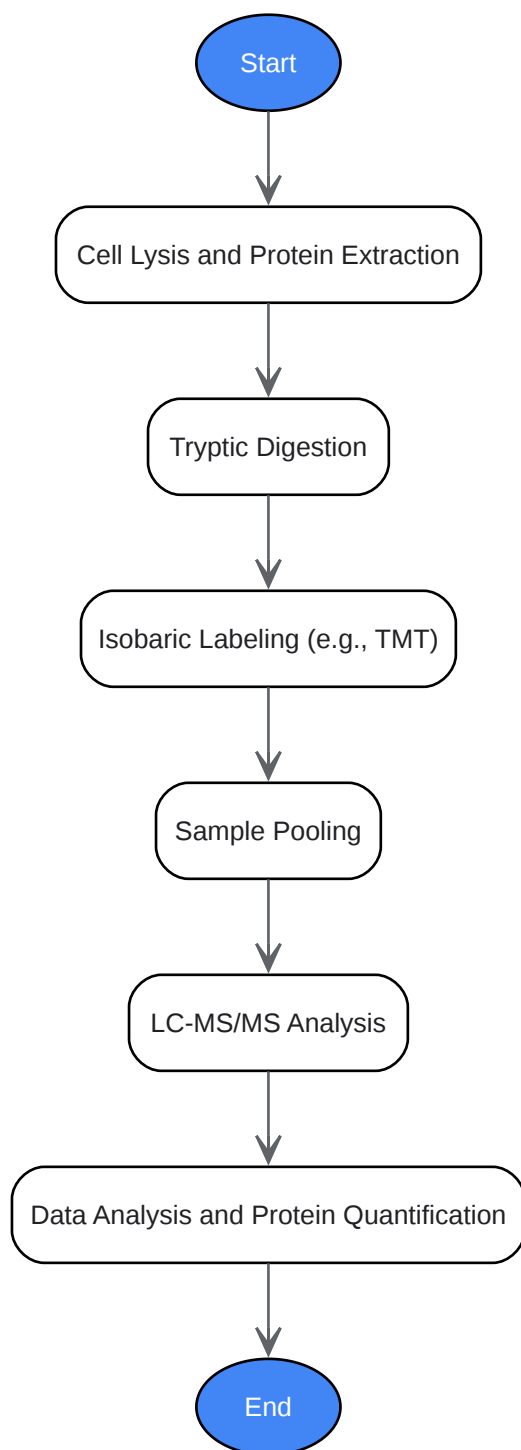 Start
Cell Lysis and Protein Extraction
Tryptic Digestion
Isobaric Labeling (e.g., TMT)
Sample Pooling
LC-MS/MS Analysis
Data Analysis and Protein Quantification
End